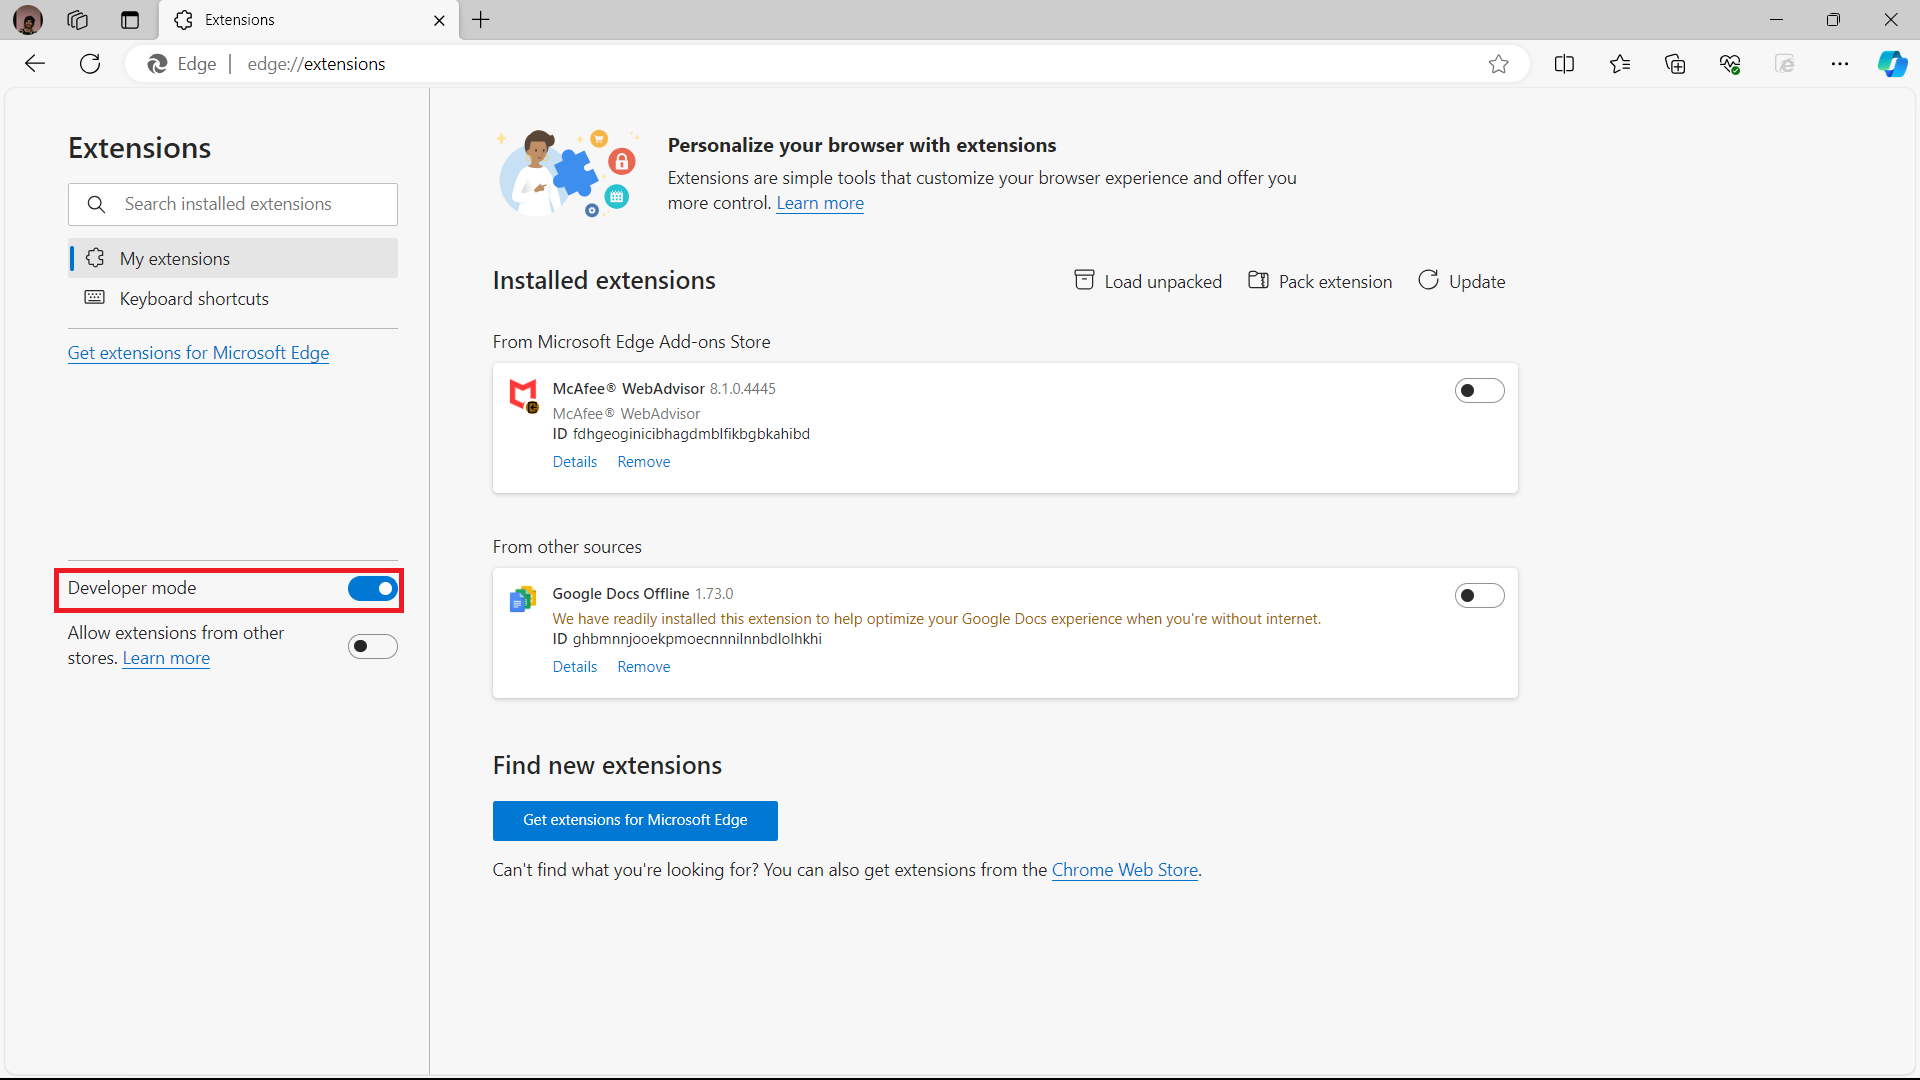 Extensions
Edge | edge://extensions
Extensions
Search installed extensions
My extensions
Keyboard shortcuts
Get extensions for Microsoft Edge
Developer mode
Allow extensions from other
stores. Learn more
Personalize your browser with extensions
Extensions are simple tools that customize your browser experience and offer you
more control. Learn more
Installed extensions
Load unpacked
Pack extension
Update
From Microsoft Edge Add-ons Store
McAfee® WebAdvisor 8.1.0.4445
McAfee® WebAdvisor
ID fdhgeoginicibhagdmblfikbgbkahibd
Details Remove
From other sources
Google Docs Offline 1.73.0
We have readily installed this extension to help optimize your Google Docs experience when you're without internet.
ID ghbmnnjooekpmoecnnnilnnbdlolhkhi
Details Remove
Find new extensions
Get extensions for Microsoft Edge
Can't find what you're looking for? You can also get extensions from the Chrome Web Store.